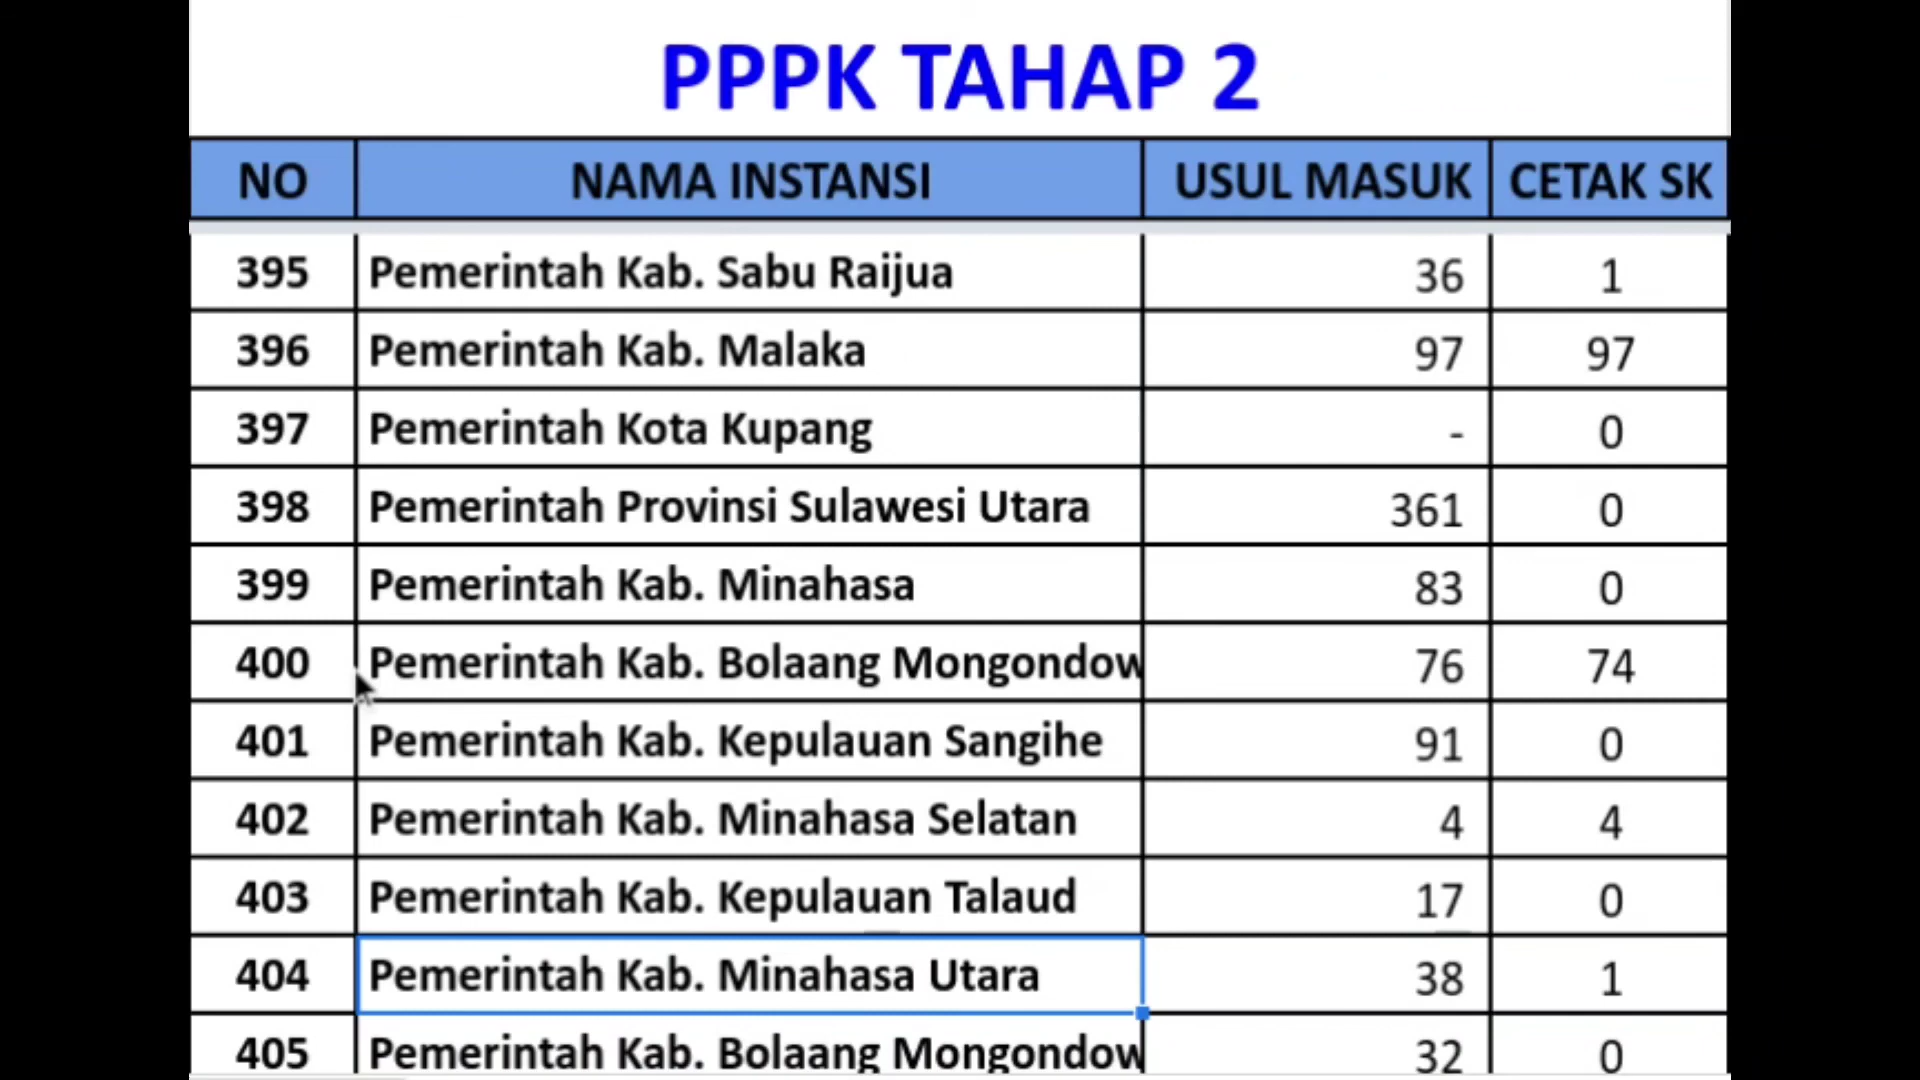 PPPK TAHAP 2
NO NAMA INSTANSI USUL MASUK CETAK SK
395 Pemerintah Kab. Sabu Raijua 36 1
396 Pemerintah Kab. Malaka 97 97
397 Pemerintah Kota Kupang - 0
398 Pemerintah Provinsi Sulawesi Utara 361 0
399 Pemerintah Kab. Minahasa 83 0
400 Pemerintah Kab. Bolaang Mongondow 76 74
401 Pemerintah Kab. Kepulauan Sangihe 91 0
402 Pemerintah Kab. Minahasa Selatan 4 4
403 Pemerintah Kab. Kepulauan Talaud 17 0
404 Pemerintah Kab. Minahasa Utara 38 1
405 Pemerintah Kab. Bolaang Mongondow 32 0